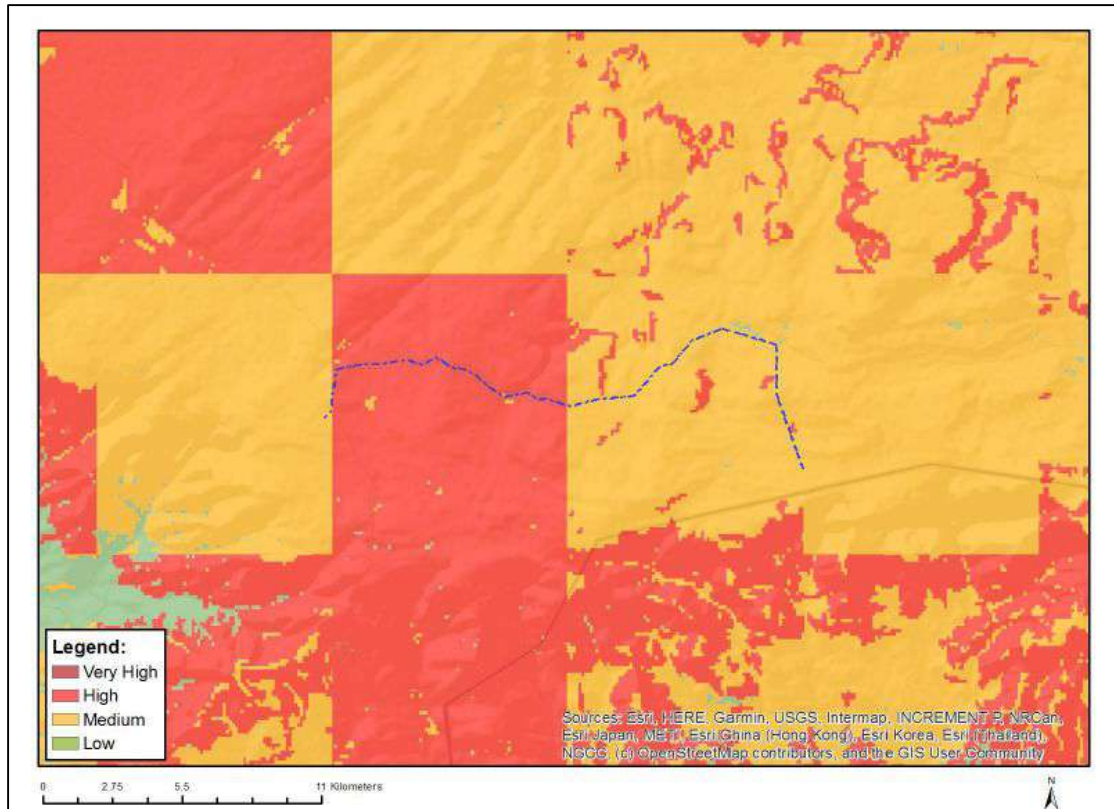 Legend:
Very High
High
Medium
Low
Sources: Esri, HERE, Garmin, USGS, Intermap, INCREMENT P, NRCan,
Esri Japan, METI, Esri China (Hong Kong), Esri Korea, Esri (Thailand),
NGCC, (c) OpenStreetMap contributors, and the GIS User Community
0 2.75 5.5 11 Kilometers
N